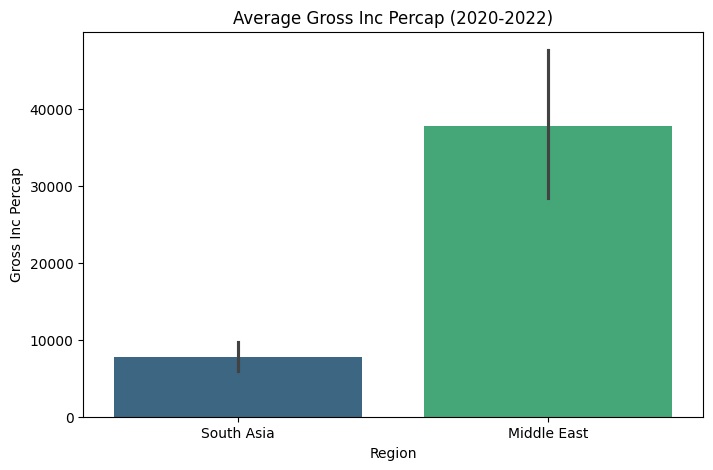 Average Gross Inc Percap (2020-2022)
Gross Inc Percap
40000
30000
20000
10000
0
South Asia
Middle East
Region